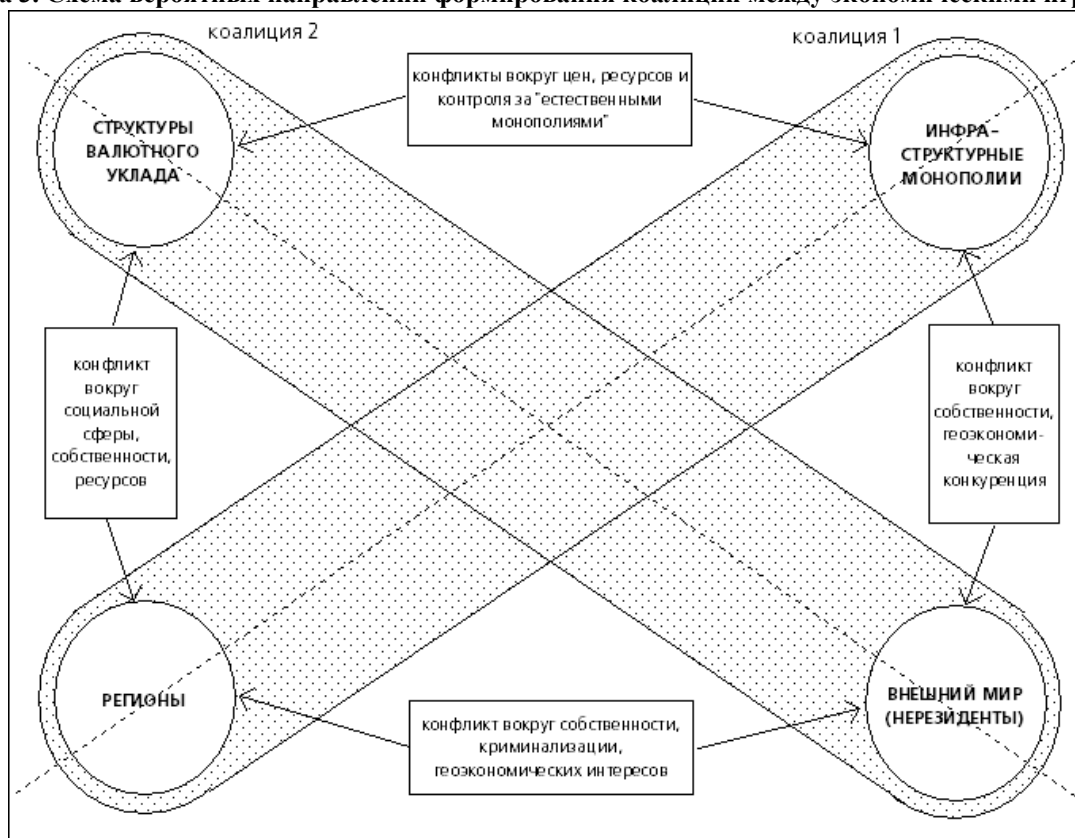 а 3. Схема вероятных направлений формирования коалиций между экономическими
коалиция 2
коалиция 1
конфликты вокруг цен, ресурсов и
контроля за "естественными
монополиями"
СТРУКТУРЫ
ВАЛЮТНОГО
УКЛАДА
ИНФРА-
СТРУКТУРНЫЕ
МОНОПОЛИИ
конфликт
вокруг
социальной
сферы,
собственности,
ресурсов
конфликт
вокруг
собственности,
геоэкономи-
ческая
конкуренция
РЕГИОНЫ
конфликт вокруг собственности,
криминализации,
геоэкономических интересов
ВНЕШНИЙ МИР
(НЕРЕЗИДЕНТЫ)